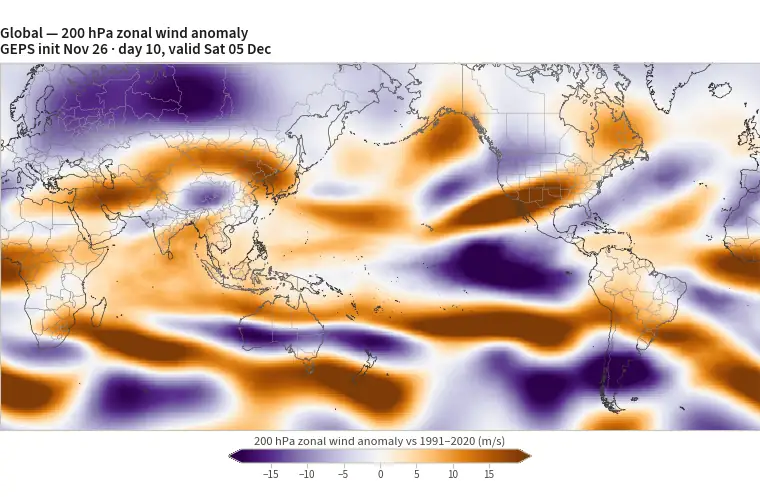 Global — 200 hPa zonal wind anomaly
GEPS init Nov 26 · day 10, valid Sat 05 Dec
200 hPa zonal wind anomaly vs 1991–2020 (m/s)
−15 −10 −5 0 5 10 15